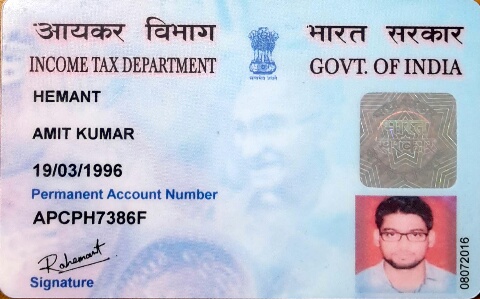 आयकर विभाग भारत सरकार
INCOME TAX DEPARTMENT GOVT. OF INDIA
HEMANT
AMIT KUMAR
19/03/1996
Permanent Account Number
APCPH7386F
Signature
08072016